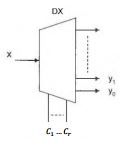 DX
X
y₁
y₀
C₁ ... Cᵣ